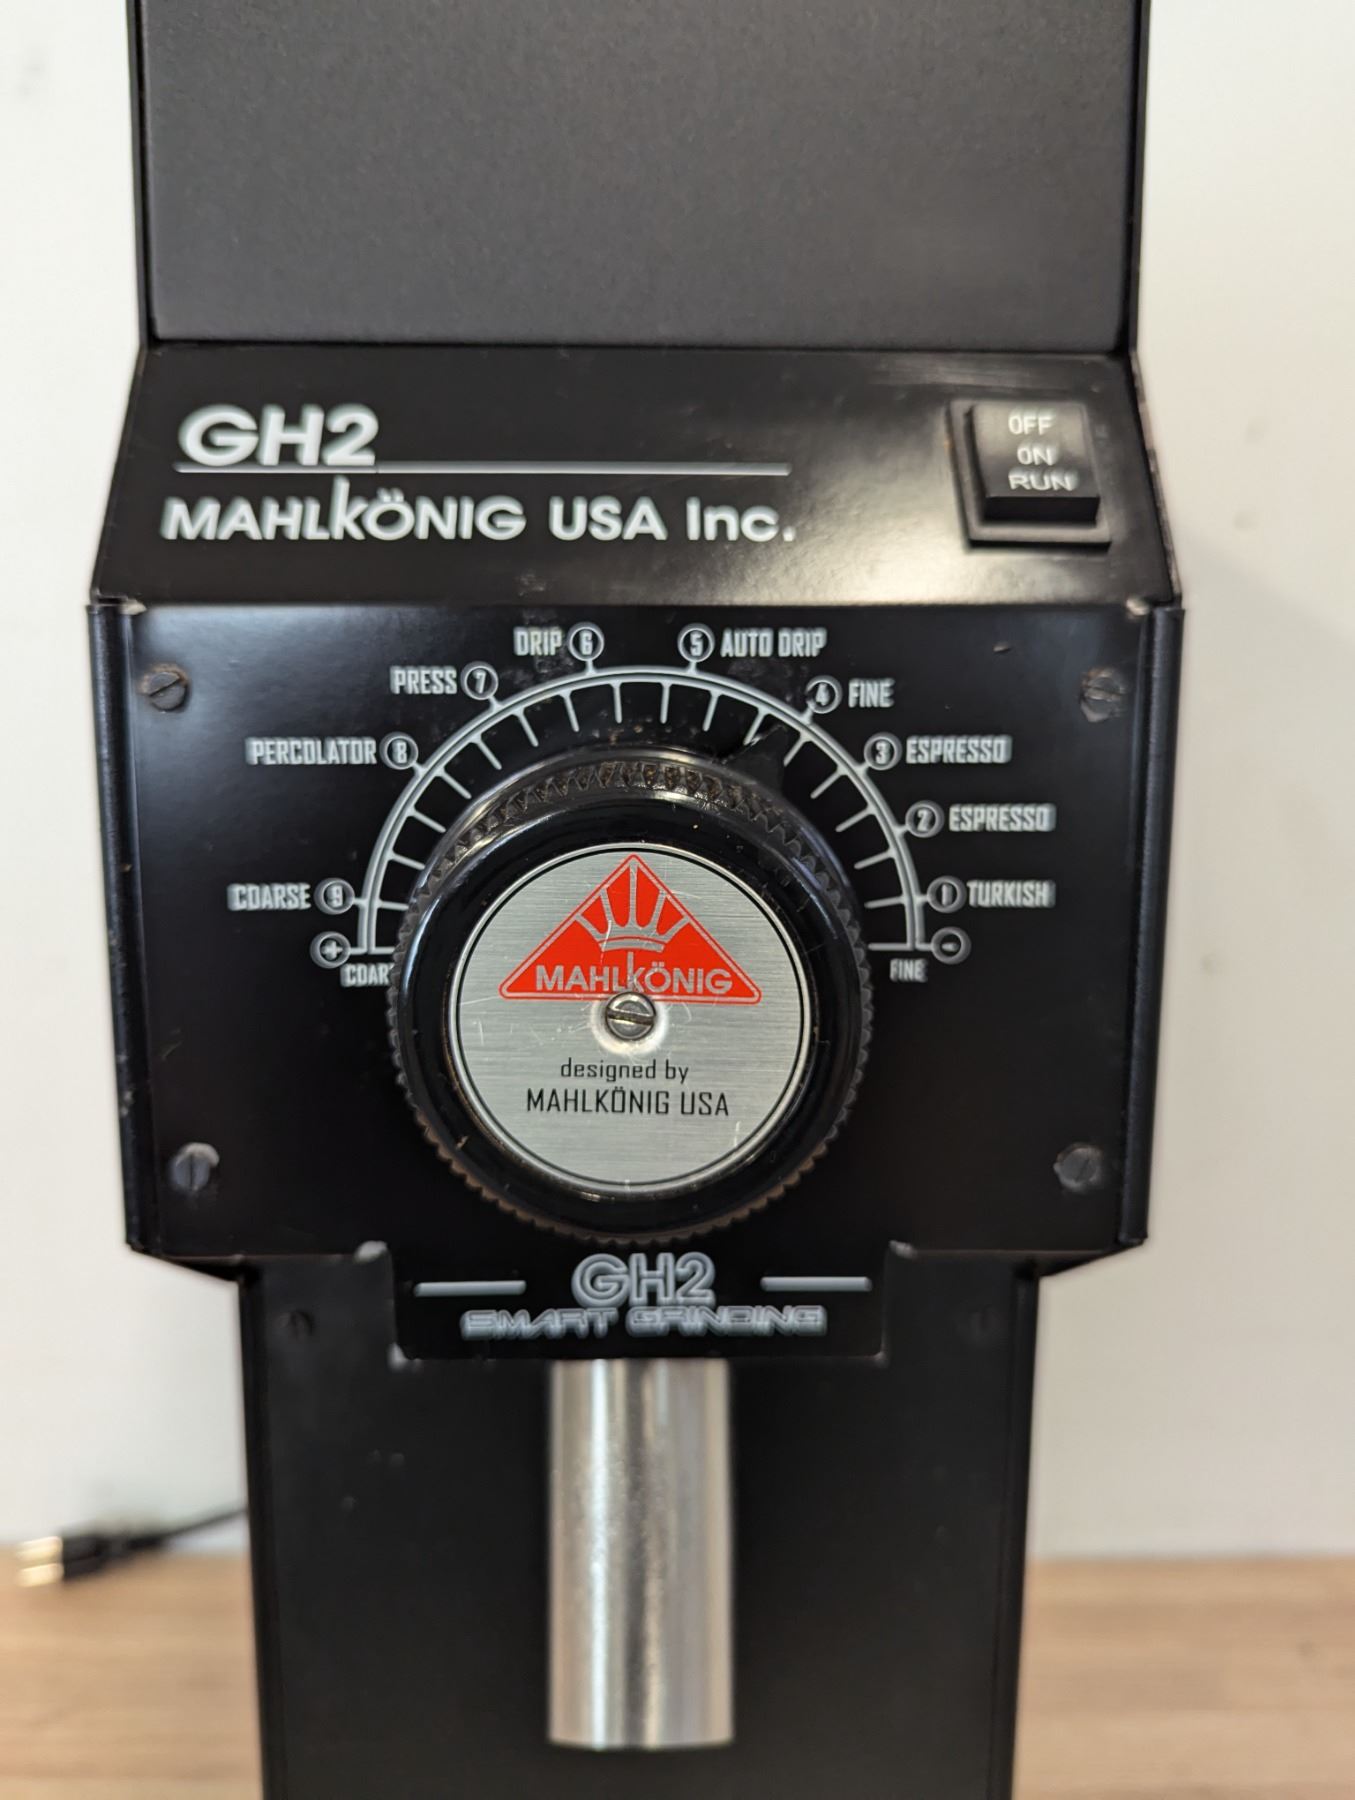 GH2
MAHLKÖNIG USA Inc.
OFF
ON
RUN
DRIP 6
5 AUTO DRIP
PRESS 7
4 FINE
PERCOLATOR 8
3 ESPRESSO
2 ESPRESSO
COARSE 9
1 TURKISH
+
-
COAR
FINE
MAHLKÖNIG
designed by
MAHLKÖNIG USA
GH2
SMART GRINDING